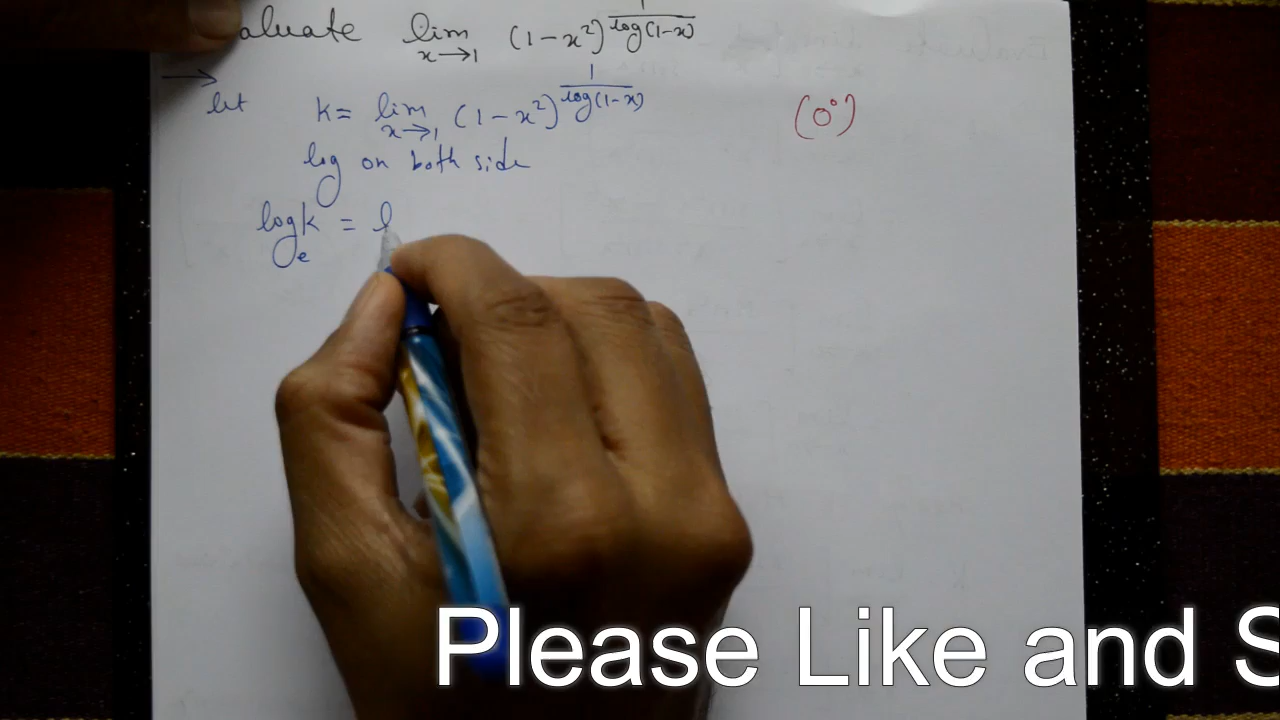 aluate lim x→1 (1-x²)^(1/log(1-x))
let k = lim x→1 (1-x²)^(1/log(1-x)) (0⁰)
log on both side
logₑk = l
Please Like and S